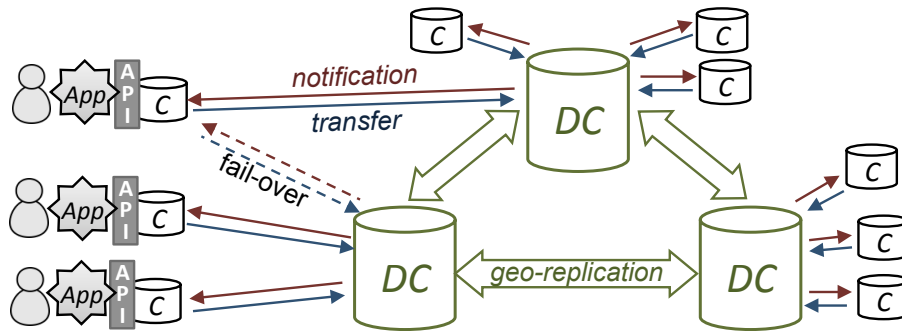 C
C
C
DC
App
API
C
notification
transfer
fail-over
App
API
C
App
API
C
DC
geo-replication
DC
C
C
C